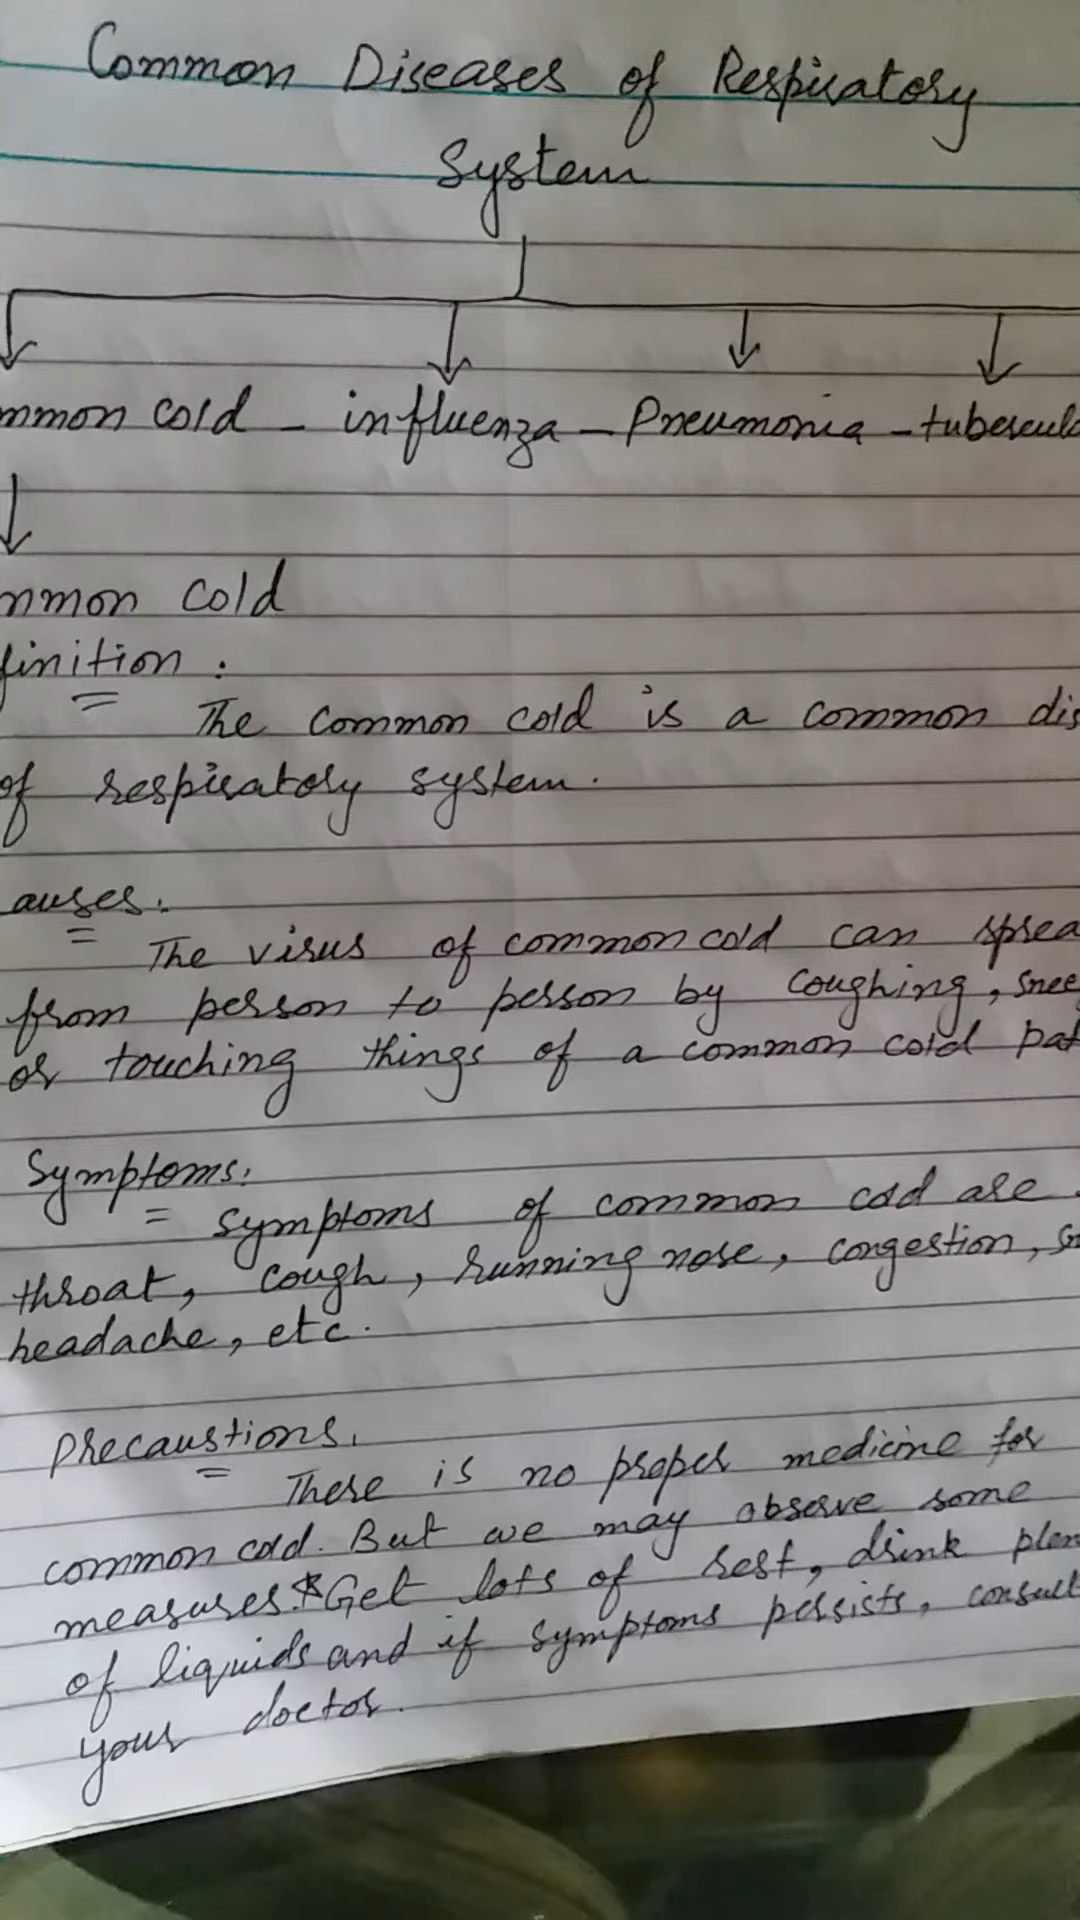 Common Diseases of Respiratory
System
mmon cold - influenza - Pneumonia - tubercul
mmon cold
finition :
The common cold is a common dis
of respiratory system.
auses.
The virus of common cold can sprea
from person to person by coughing, snee
or touching things of a common cold pat
Symptoms:
symptoms of common cold are
throat, cough, running nose, congestion, sn
headache, etc.
Precaustions.
There is no proper medicine for
common cold. But we may observe some
measures.*Get lots of rest, drink plen
of liquids and if symptoms persists, consult
your doctor.